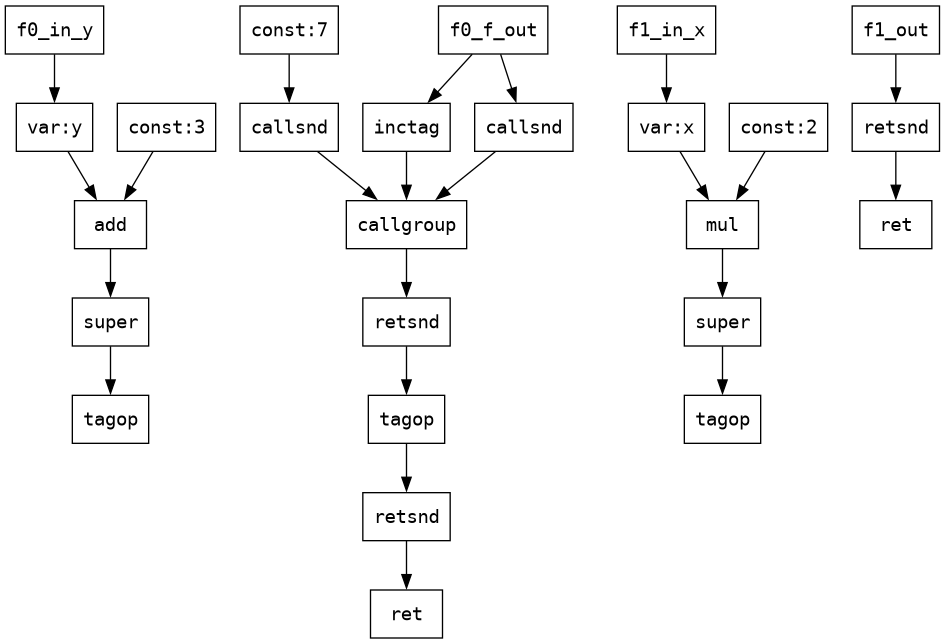 f0_in_y
const:7
f0_f_out
f1_in_x
f1_out
var:y
const:3
callsnd
inctag
callsnd
var:x
const:2
retsnd
add
callgroup
mul
ret
super
retsnd
super
tagop
tagop
tagop
retsnd
ret